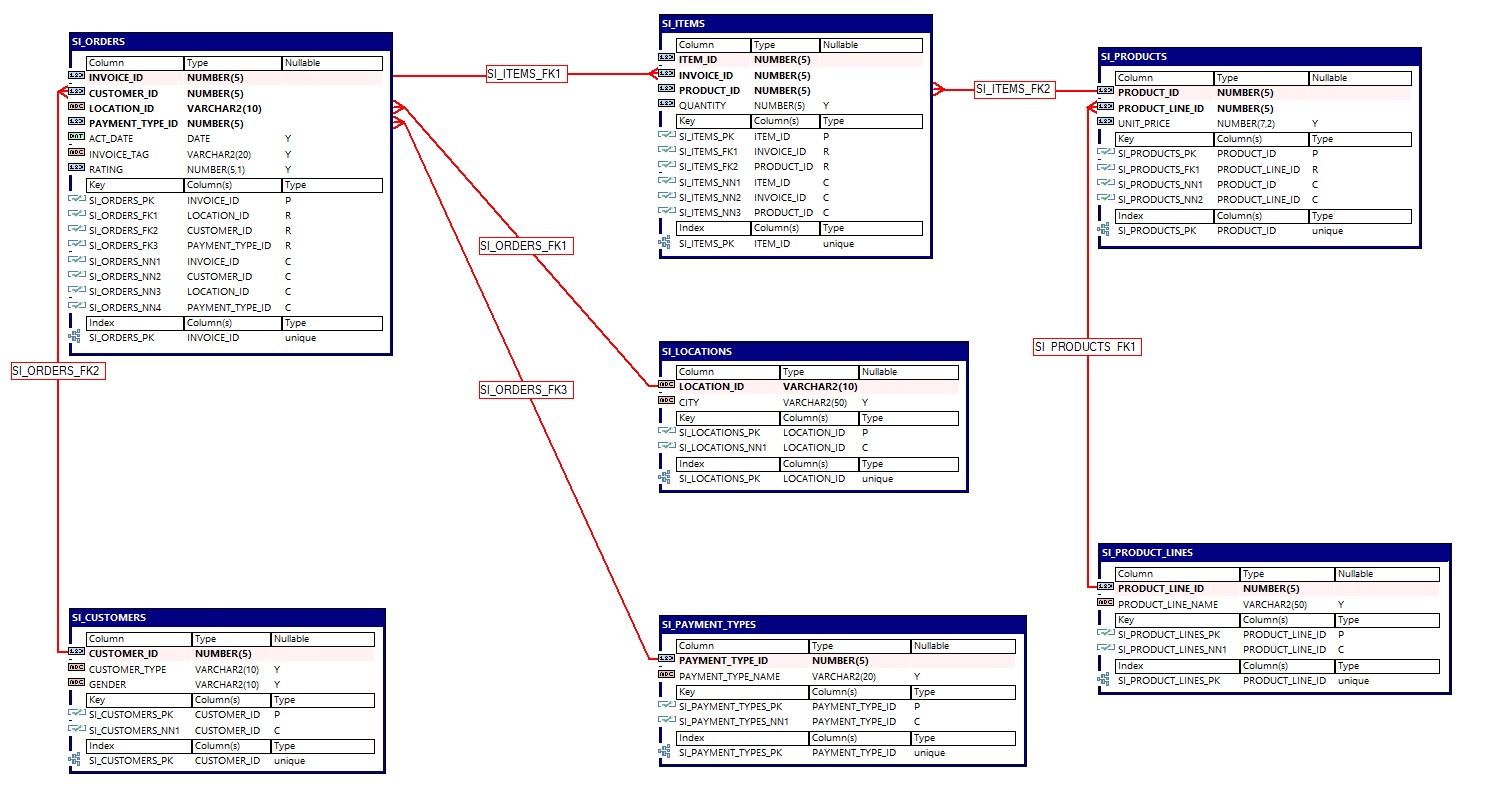 SI_ORDERS
Column Type Nullable
INVOICE_ID NUMBER(5)
CUSTOMER_ID NUMBER(5)
LOCATION_ID VARCHAR2(10)
PAYMENT_TYPE_ID NUMBER(5)
ACT_DATE DATE Y
INVOICE_TAG VARCHAR2(20) Y
RATING NUMBER(5,1) Y
Key Column(s) Type
SI_ORDERS_PK INVOICE_ID P
SI_ORDERS_FK1 LOCATION_ID R
SI_ORDERS_FK2 CUSTOMER_ID R
SI_ORDERS_FK3 PAYMENT_TYPE_ID R
SI_ORDERS_NN1 INVOICE_ID C
SI_ORDERS_NN2 CUSTOMER_ID C
SI_ORDERS_NN3 LOCATION_ID C
SI_ORDERS_NN4 PAYMENT_TYPE_ID C
Index Column(s) Type
SI_ORDERS_PK INVOICE_ID unique
SI_ITEMS_FK1
SI_ITEMS
Column Type Nullable
ITEM_ID NUMBER(5)
INVOICE_ID NUMBER(5)
PRODUCT_ID NUMBER(5)
QUANTITY NUMBER(5) Y
Key Column(s) Type
SI_ITEMS_PK ITEM_ID P
SI_ITEMS_FK1 INVOICE_ID R
SI_ITEMS_FK2 PRODUCT_ID R
SI_ITEMS_NN1 ITEM_ID C
SI_ITEMS_NN2 INVOICE_ID C
SI_ITEMS_NN3 PRODUCT_ID C
Index Column(s) Type
SI_ITEMS_PK ITEM_ID unique
SI_ITEMS_FK2
SI_PRODUCTS
Column Type Nullable
PRODUCT_ID NUMBER(5)
PRODUCT_LINE_ID NUMBER(5)
UNIT_PRICE NUMBER(7,2) Y
Key Column(s) Type
SI_PRODUCTS_PK PRODUCT_ID P
SI_PRODUCTS_FK1 PRODUCT_LINE_ID R
SI_PRODUCTS_NN1 PRODUCT_ID C
SI_PRODUCTS_NN2 PRODUCT_LINE_ID C
Index Column(s) Type
SI_PRODUCTS_PK PRODUCT_ID unique
SI_ORDERS_FK1
SI_ORDERS_FK2
SI_ORDERS_FK3
SI_PRODUCTS_FK1
SI_LOCATIONS
Column Type Nullable
LOCATION_ID VARCHAR2(10)
CITY VARCHAR2(50) Y
Key Column(s) Type
SI_LOCATIONS_PK LOCATION_ID P
SI_LOCATIONS_NN1 LOCATION_ID C
Index Column(s) Type
SI_LOCATIONS_PK LOCATION_ID unique
SI_CUSTOMERS
Column Type Nullable
CUSTOMER_ID NUMBER(5)
CUSTOMER_TYPE VARCHAR2(10) Y
GENDER VARCHAR2(10) Y
Key Column(s) Type
SI_CUSTOMERS_PK CUSTOMER_ID P
SI_CUSTOMERS_NN1 CUSTOMER_ID C
Index Column(s) Type
SI_CUSTOMERS_PK CUSTOMER_ID unique
SI_PAYMENT_TYPES
Column Type Nullable
PAYMENT_TYPE_ID NUMBER(5)
PAYMENT_TYPE_NAME VARCHAR2(20) Y
Key Column(s) Type
SI_PAYMENT_TYPES_PK PAYMENT_TYPE_ID P
SI_PAYMENT_TYPES_NN1 PAYMENT_TYPE_ID C
Index Column(s) Type
SI_PAYMENT_TYPES_PK PAYMENT_TYPE_ID unique
SI_PRODUCT_LINES
Column Type Nullable
PRODUCT_LINE_ID NUMBER(5)
PRODUCT_LINE_NAME VARCHAR2(50) Y
Key Column(s) Type
SI_PRODUCT_LINES_PK PRODUCT_LINE_ID P
SI_PRODUCT_LINES_NN1 PRODUCT_LINE_ID C
Index Column(s) Type
SI_PRODUCT_LINES_PK PRODUCT_LINE_ID unique